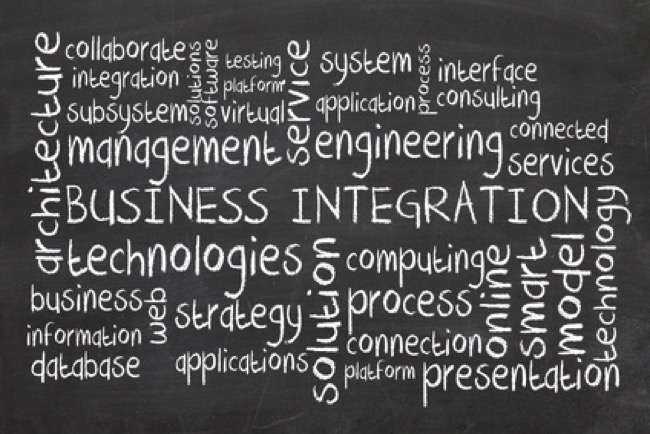 architecture
collaborate
solutions
software
testing
service
system
process
interface
integration
platform
application
consulting
subsystem
virtual
connected
management
engineering
services
BUSINESS INTEGRATION
technology
technologies
solution
computing
online
smart
model
business
web
strategy
process
information
connection
database
applications
platform
presentation